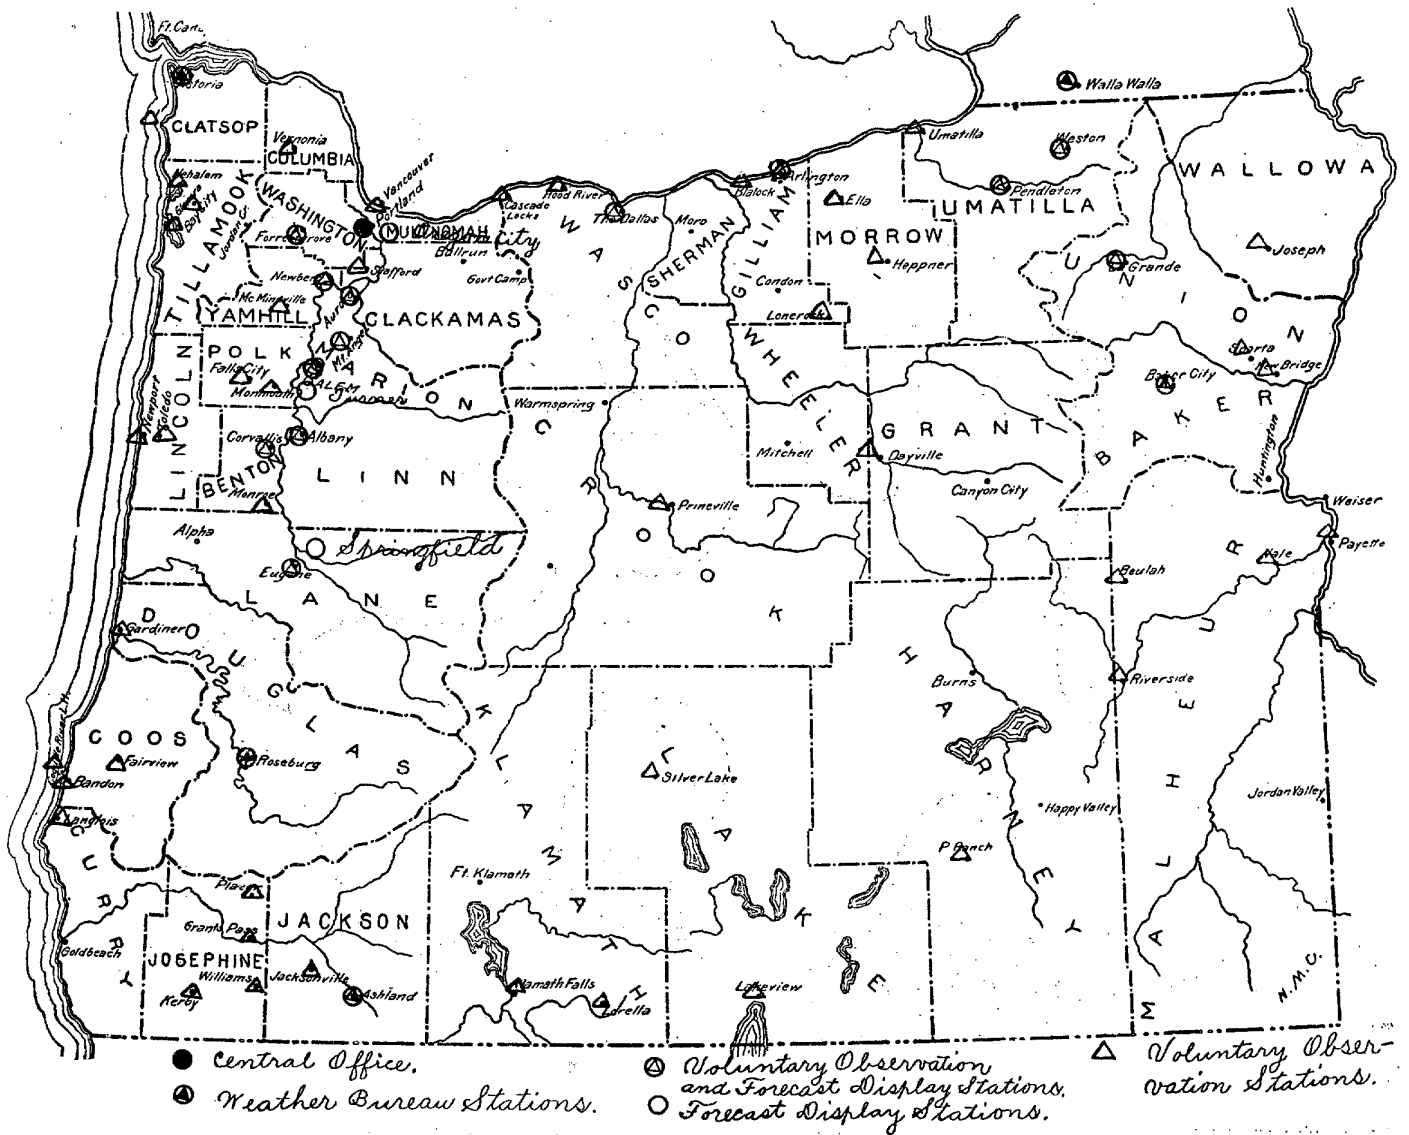 Astoria
Walla Walla
CLATSOP
Vernonia
COLUMBIA
Umatilla
Weston
WALLOWA
Nehalem
Bay City
TILLAMOOK
WASHINGTON
Vancouver
Portland
Forest Grove
MULTNOMAH
Cascade
Locks
Hood River
The Dalles
Moro
Blalock
Arlington
Ella
Pendleton
UMATILLA
MORROW
Heppner
Joseph
WASCO
SHERMAN
GILLIAM
Bullrun
Govt Camp
Stafford
Newberg
McMinnville
YAMHILL
Aurora
CLACKAMAS
Condon
Lonerock
Grande
UNION
Sparta
New Bridge
POLK
Falls City
Monmouth
Mt. Angel
MARION
SALEM
Turner
LINCOLN
Newport
Toledo
Warmspring
WHEELER
GRANT
Baker City
BAKER
Huntington
Corvallis
Albany
BENTON
Monroe
LINN
Mitchell
Dayville
Canyon City
Weiser
Payette
Vale
Beulah
Prineville
CROOK
Alpha
Springfield
Eugene
LANE
Gardiner
DOUGLAS
Burns
Riverside
HARNEY
MALHEUR
COOS
Fairview
Bandon
Langlois
Roseburg
KLAMATH
Silver Lake
LAKE
Happy Valley
Jordan Valley
P Ranch
CURRY
Ft. Klamath
Placer
Grants Pass
JACKSON
Goldbeach
JOSEPHINE
Williams
Jacksonville
Kerby
Ashland
Klamath Falls
Lorella
Lakeview
N.M.C.
Central Office.
Weather Bureau Stations.
Voluntary Observation
and Forecast Display Stations.
Forecast Display Stations.
Voluntary Obser-
vation Stations.